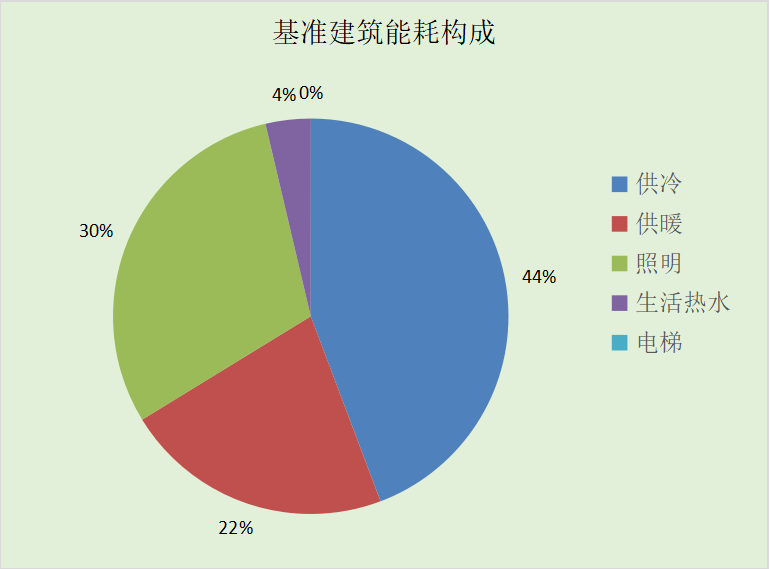 基准建筑能耗构成
4% 0%
30%
44%
22%
供冷
供暖
照明
生活热水
电梯